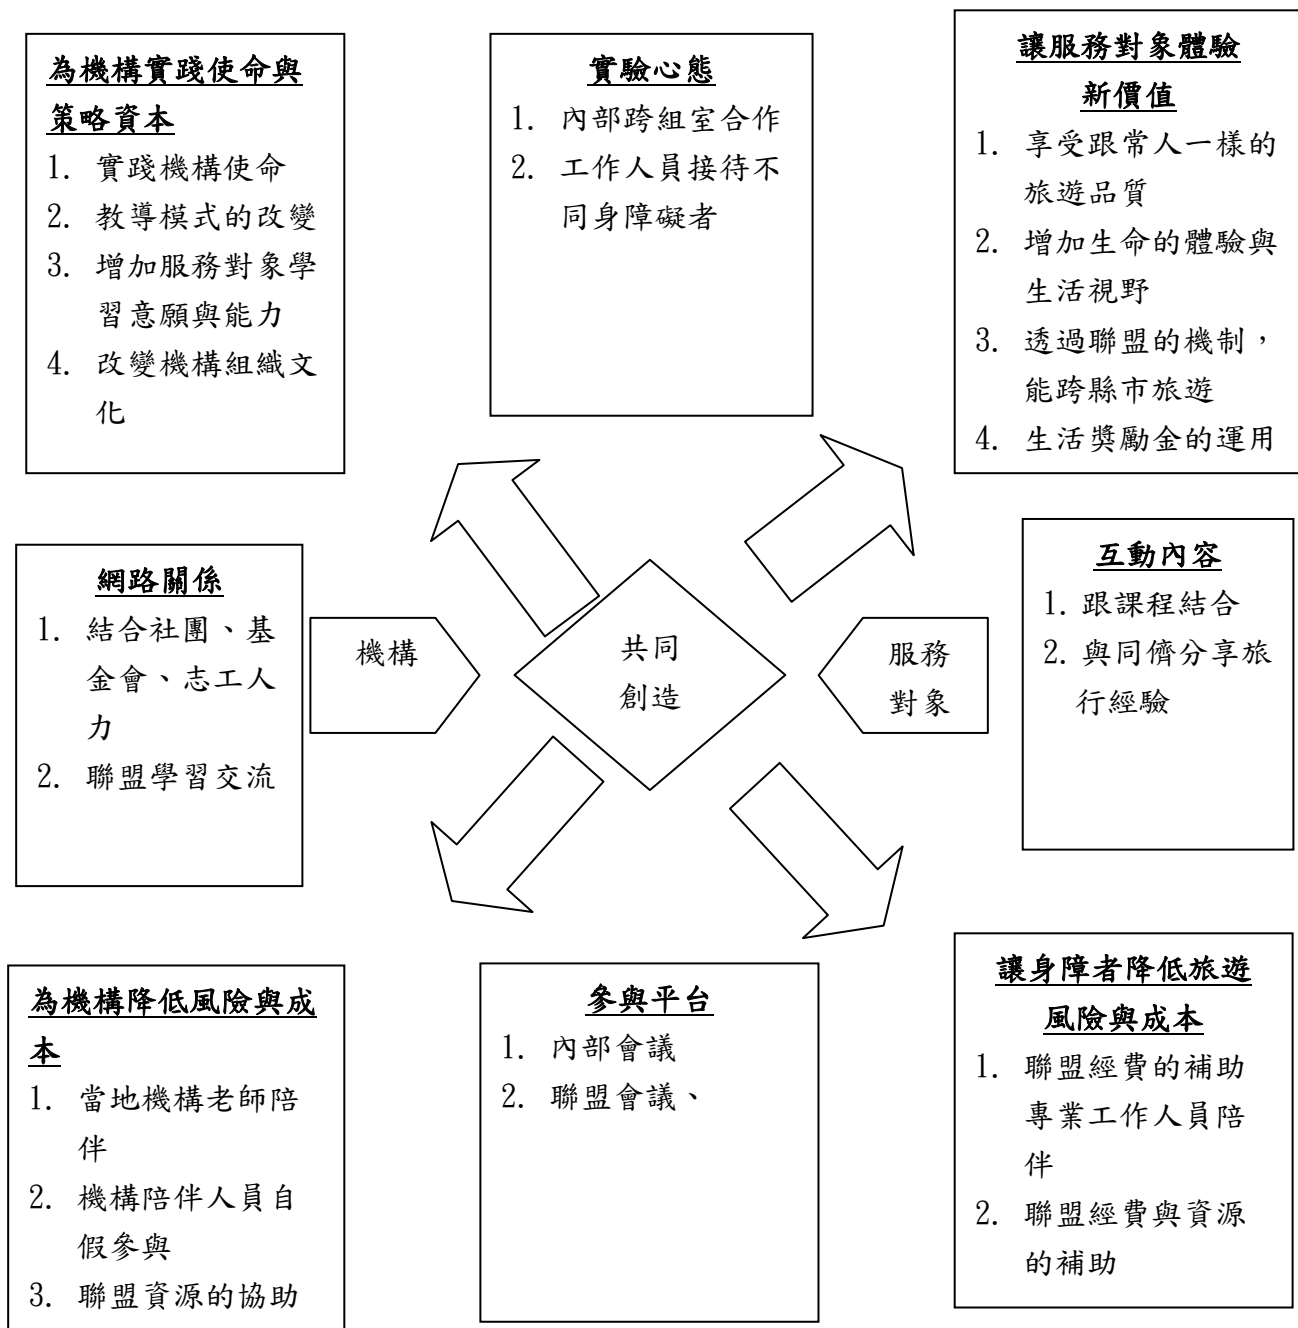 為機構實踐使命與
策略資本
1. 實踐機構使命
2. 教導模式的改變
3. 增加服務對象學
習意願與能力
4. 改變機構組織文
化
實驗心態
1. 內部跨組室合作
2. 工作人員接待不
同身障礙者
讓服務對象體驗
新價值
1. 享受跟常人一樣的
旅遊品質
2. 增加生命的體驗與
生活視野
3. 透過聯盟的機制，
能跨縣市旅遊
4. 生活獎勵金的運用
網路關係
1. 結合社團、基
金會、志工人
力
2. 聯盟學習交流
機構
共同
創造
服務
對象
互動內容
1. 跟課程結合
2. 與同儕分享旅
行經驗
為機構降低風險與成
本
1. 當地機構老師陪
伴
2. 機構陪伴人員自
假參與
3. 聯盟資源的協助
參與平台
1. 內部會議
2. 聯盟會議、
讓身障者降低旅遊
風險與成本
1. 聯盟經費的補助
專業工作人員陪
伴
2. 聯盟經費與資源
的補助